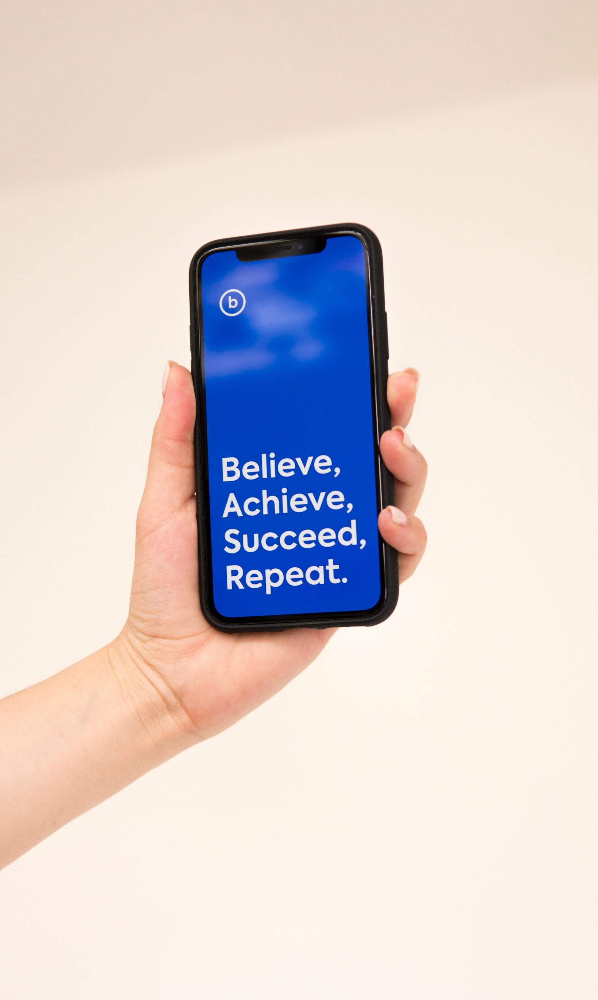 b
Believe,
Achieve,
Succeed,
Repeat.